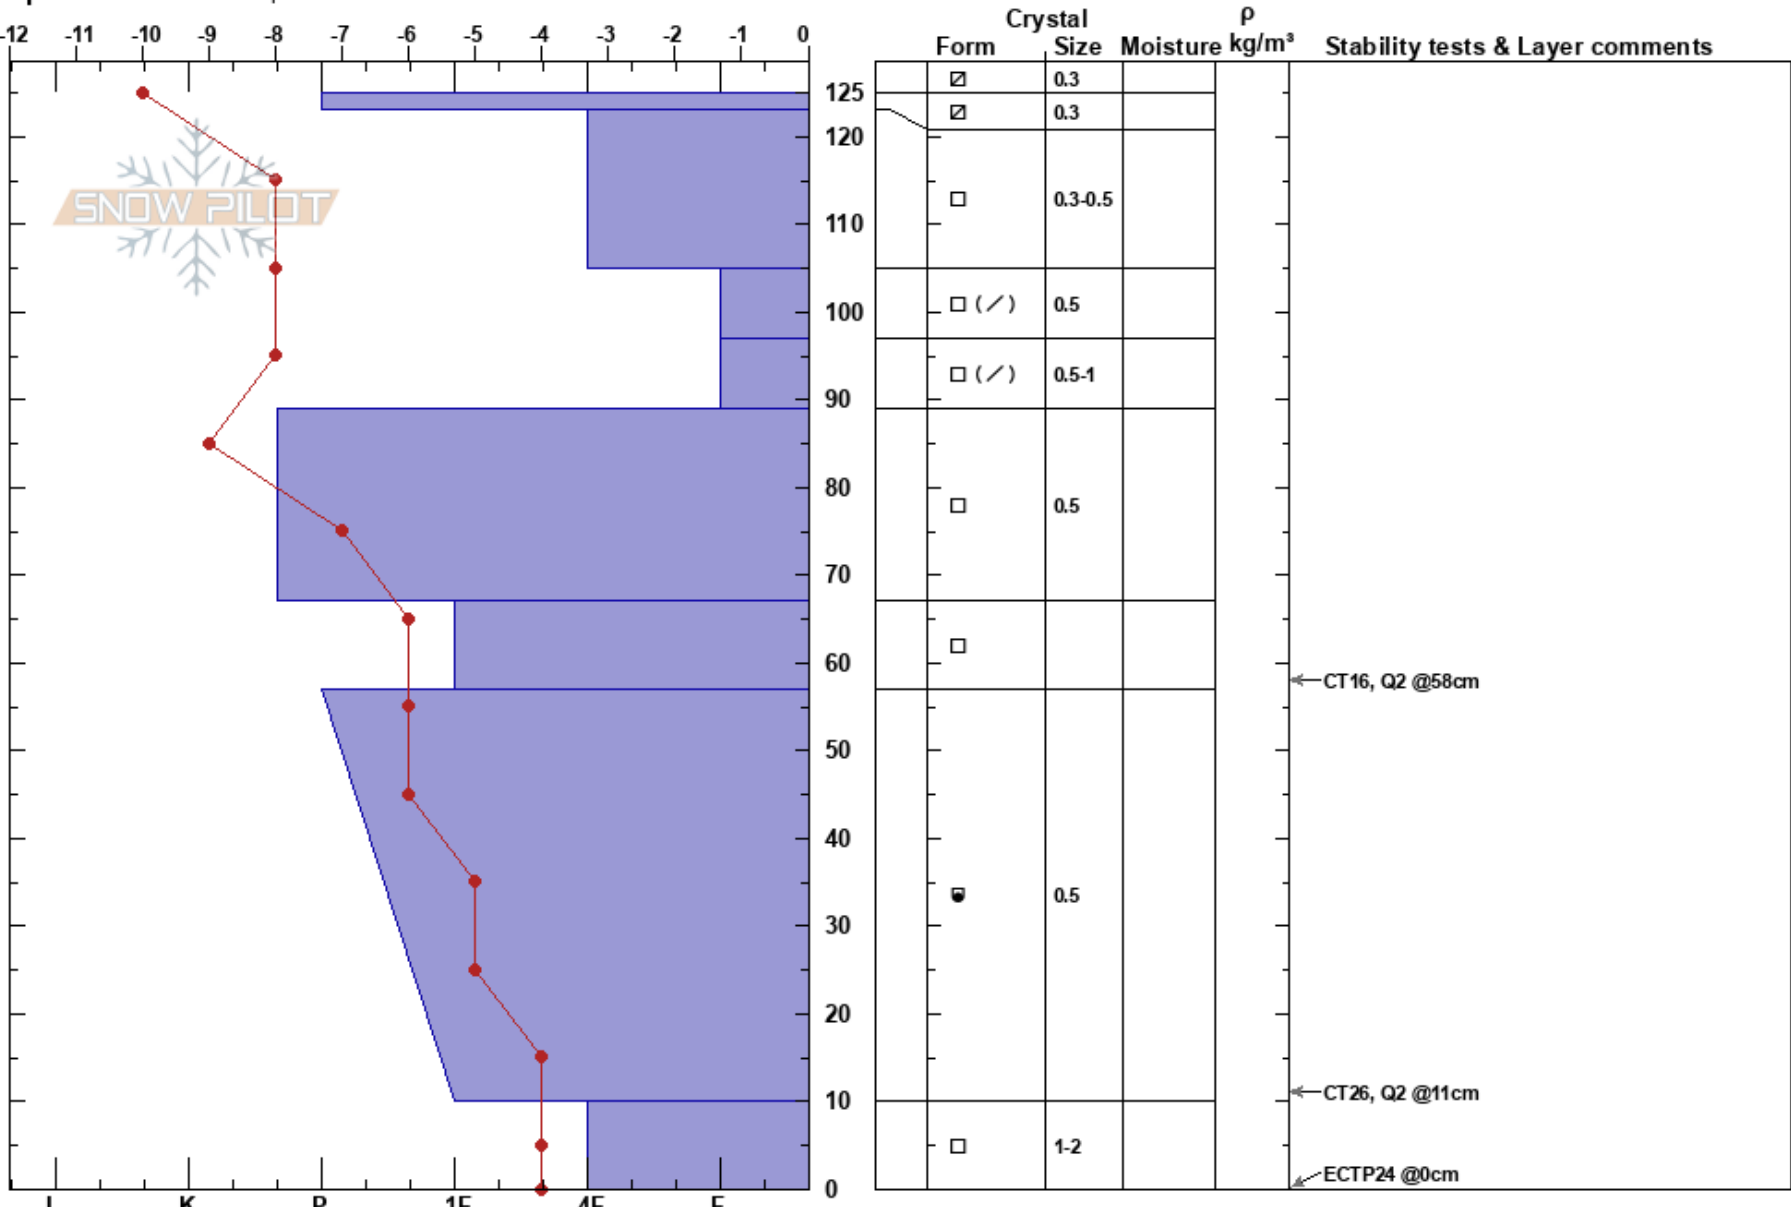 Crystal ρ
Form Size Moisture kg/m³ Stability tests & Layer comments
-12 -11 -10 -9 -8 -7 -6 -5 -4 -3 -2 -1 0
0.3
125
0.3
120
SNOW PILOT
0.3-0.5
110
100 (/) 0.5
(/) 0.5-1
90
80
0.5
70
60
CT16, Q2 @58cm
50
40
0.5
30
20
10
CT26, Q2 @11cm
1-2
ECTP24 @0cm
0
I K P 1F 4F F